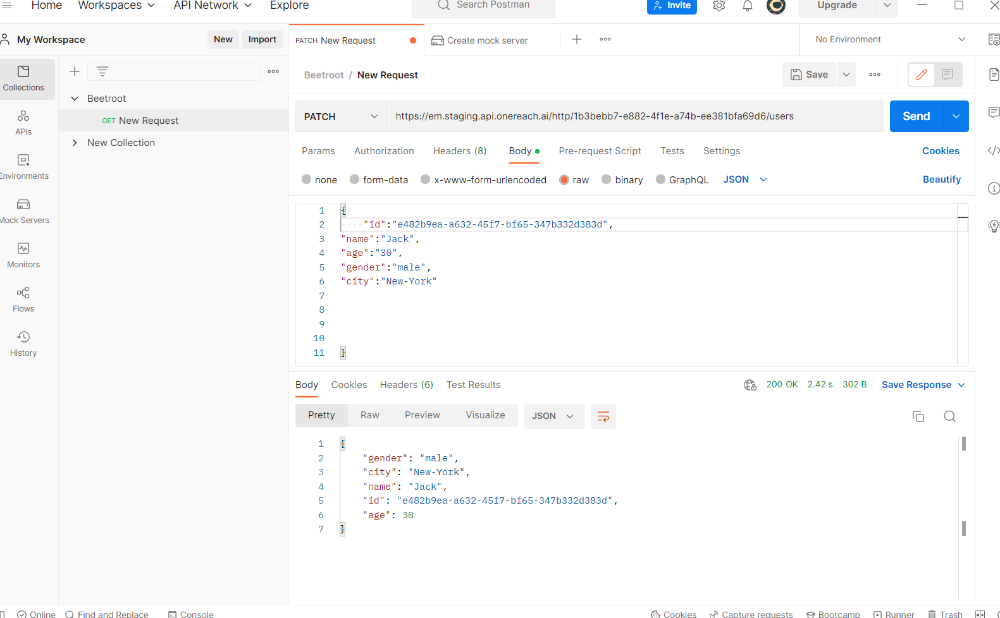 Home Workspaces API Network Explore Search Postman Invite Upgrade
My Workspace New Import PATCH New Request Create mock server No Environment
Collections
APIs
Environments
Mock Servers
Monitors
Flows
History
Beetroot
GET New Request
New Collection
Beetroot / New Request Save
PATCH https://em.staging.api.onereach.ai/http/1b3bebb7-e882-4f1e-a74b-ee381bfa69d6/users Send
Params Authorization Headers (8) Body Pre-request Script Tests Settings Cookies
none form-data x-www-form-urlencoded raw binary GraphQL JSON Beautify
1 {
2 "id":"e482b9ea-a632-45f7-bf65-347b332d383d",
3 "name":"Jack",
4 "age":"30",
5 "gender":"male",
6 "city":"New-York"
7
8
9
10
11 }
Body Cookies Headers (6) Test Results 200 OK 2.42 s 302 B Save Response
Pretty Raw Preview Visualize JSON
1 {
2 "gender": "male",
3 "city": "New-York",
4 "name": "Jack",
5 "id": "e482b9ea-a632-45f7-bf65-347b332d383d",
6 "age": 30
7 }
Online Find and Replace Console Cookies Capture requests Bootcamp Runner Trash